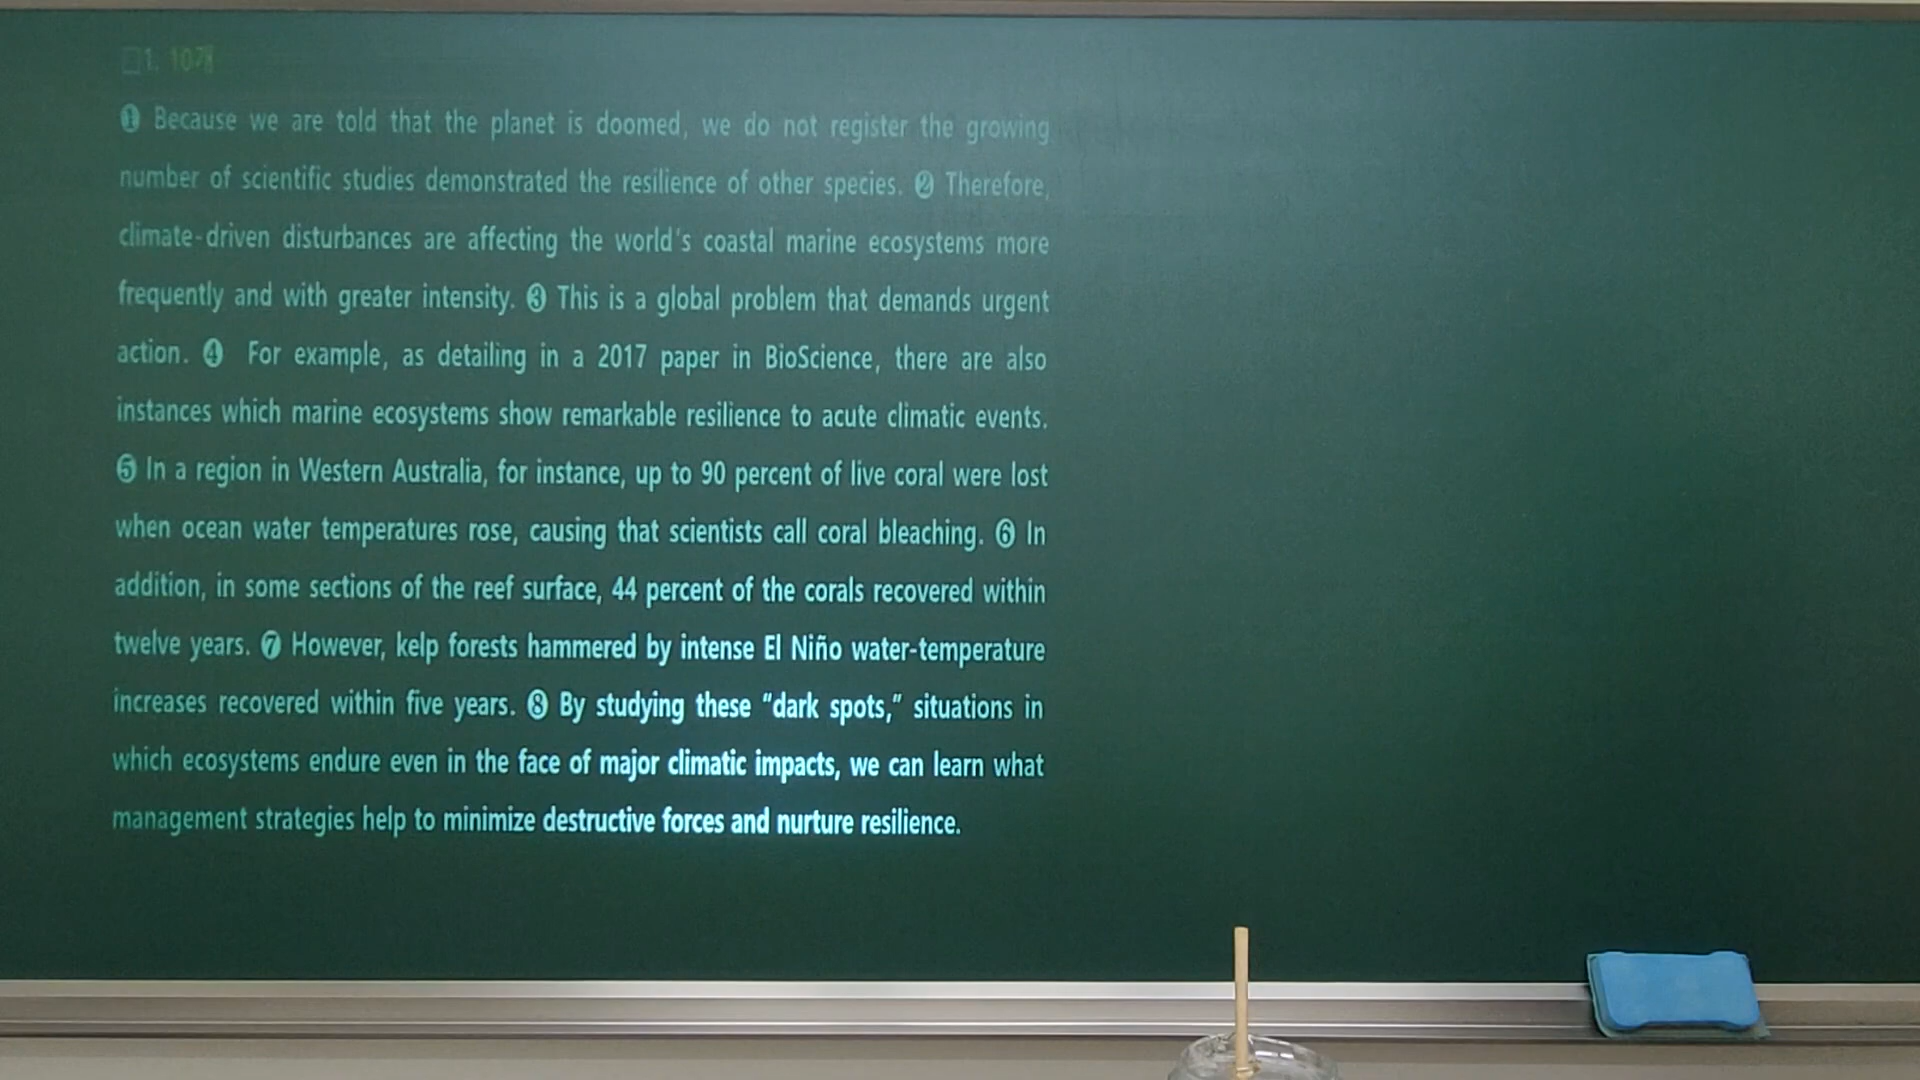 □1. 10개
❶ Because we are told that the planet is doomed, we do not register the growing
number of scientific studies demonstrated the resilience of other species. ❷ Therefore,
climate-driven disturbances are affecting the world's coastal marine ecosystems more
frequently and with greater intensity. ❸ This is a global problem that demands urgent
action. ❹ For example, as detailing in a 2017 paper in BioScience, there are also
instances which marine ecosystems show remarkable resilience to acute climatic events.
❺ In a region in Western Australia, for instance, up to 90 percent of live coral were lost
when ocean water temperatures rose, causing that scientists call coral bleaching. ❻ In
addition, in some sections of the reef surface, 44 percent of the corals recovered within
twelve years. ❼ However, kelp forests hammered by intense El Niño water-temperature
increases recovered within five years. ❽ By studying these “dark spots,” situations in
which ecosystems endure even in the face of major climatic impacts, we can learn what
management strategies help to minimize destructive forces and nurture resilience.